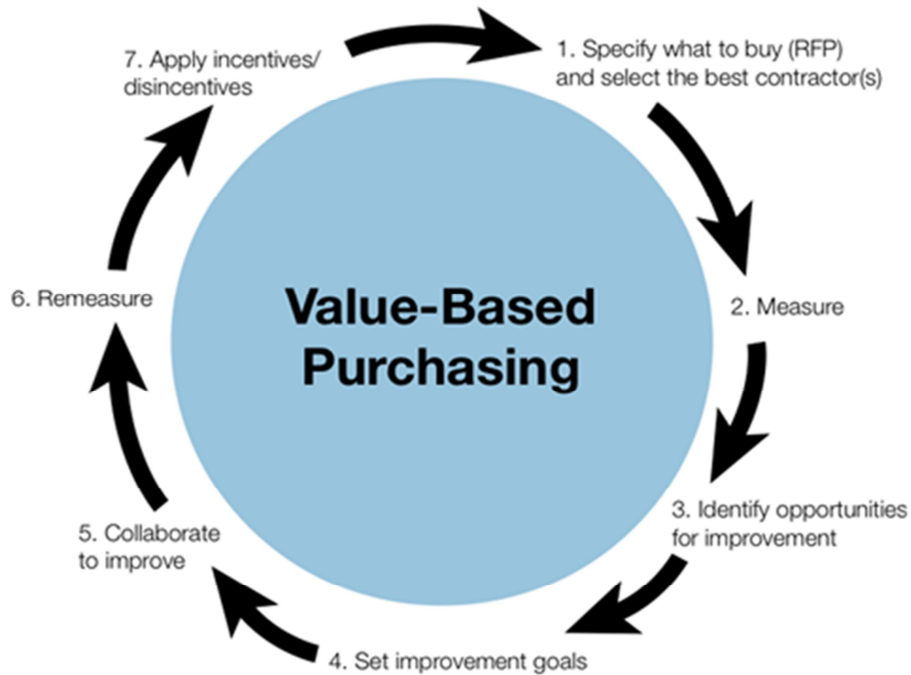 Value-Based
Purchasing
1. Specify what to buy (RFP)
and select the best contractor(s)
2. Measure
3. Identify opportunities
for improvement
4. Set improvement goals
5. Collaborate
to improve
6. Remeasure
7. Apply incentives/
disincentives